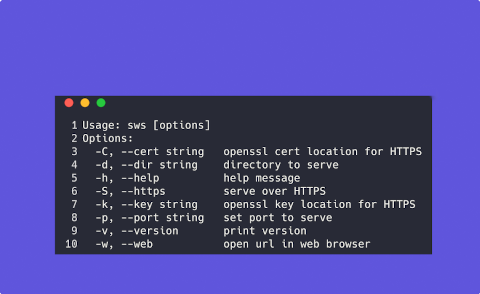 1 Usage: sws [options]
2 Options:
3   -C, --cert string   openssl cert location for HTTPS
4   -d, --dir string    directory to serve
5   -h, --help          help message
6   -S, --https         serve over HTTPS
7   -k, --key string    openssl key location for HTTPS
8   -p, --port string   set port to serve
9   -v, --version       print version
10   -w, --web           open url in web browser